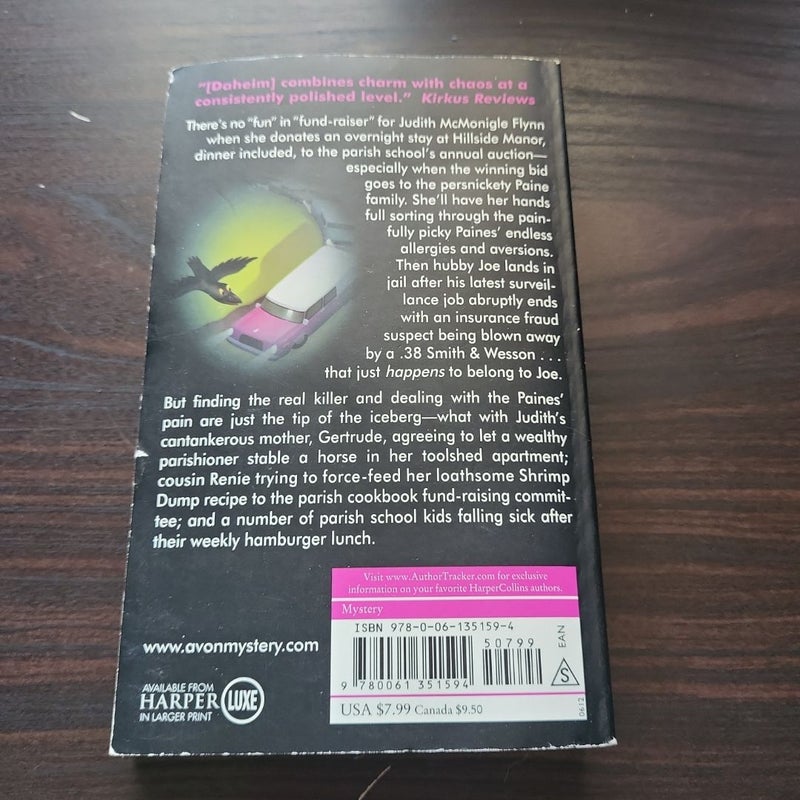 "[Daheim] combines charm with chaos at a
consistently polished level." Kirkus Reviews
There's no "fun" in "fund-raiser" for Judith McMonigle Flynn
when she donates an overnight stay at Hillside Manor,
dinner included, to the parish school's annual auction—
especially when the winning bid
goes to the persnickety Paine
family. She'll have her hands
full sorting through the pain-
fully picky Paines' endless
allergies and aversions.
Then hubby Joe lands in
jail after his latest surveil-
lance job abruptly ends
with an insurance fraud
suspect being blown away
by a .38 Smith & Wesson . . .
that just happens to belong to Joe.
But finding the real killer and dealing with the Paines'
pain are just the tip of the iceberg—what with Judith's
cantankerous mother, Gertrude, agreeing to let a wealthy
parishioner stable a horse in her toolshed apartment;
cousin Renie trying to force-feed her loathsome Shrimp
Dump recipe to the parish cookbook fund-raising commit-
tee; and a number of parish school kids falling sick after
their weekly hamburger lunch.
Visit www.AuthorTracker.com for exclusive
information on your favorite HarperCollins authors.
Mystery
ISBN 978-0-06-135159-4
50799
EAN
9 780061 351594
S
USA $7.99 Canada $9.50
0612
www.avonmystery.com
AVAILABLE FROM
HARPER LUXE
IN LARGER PRINT